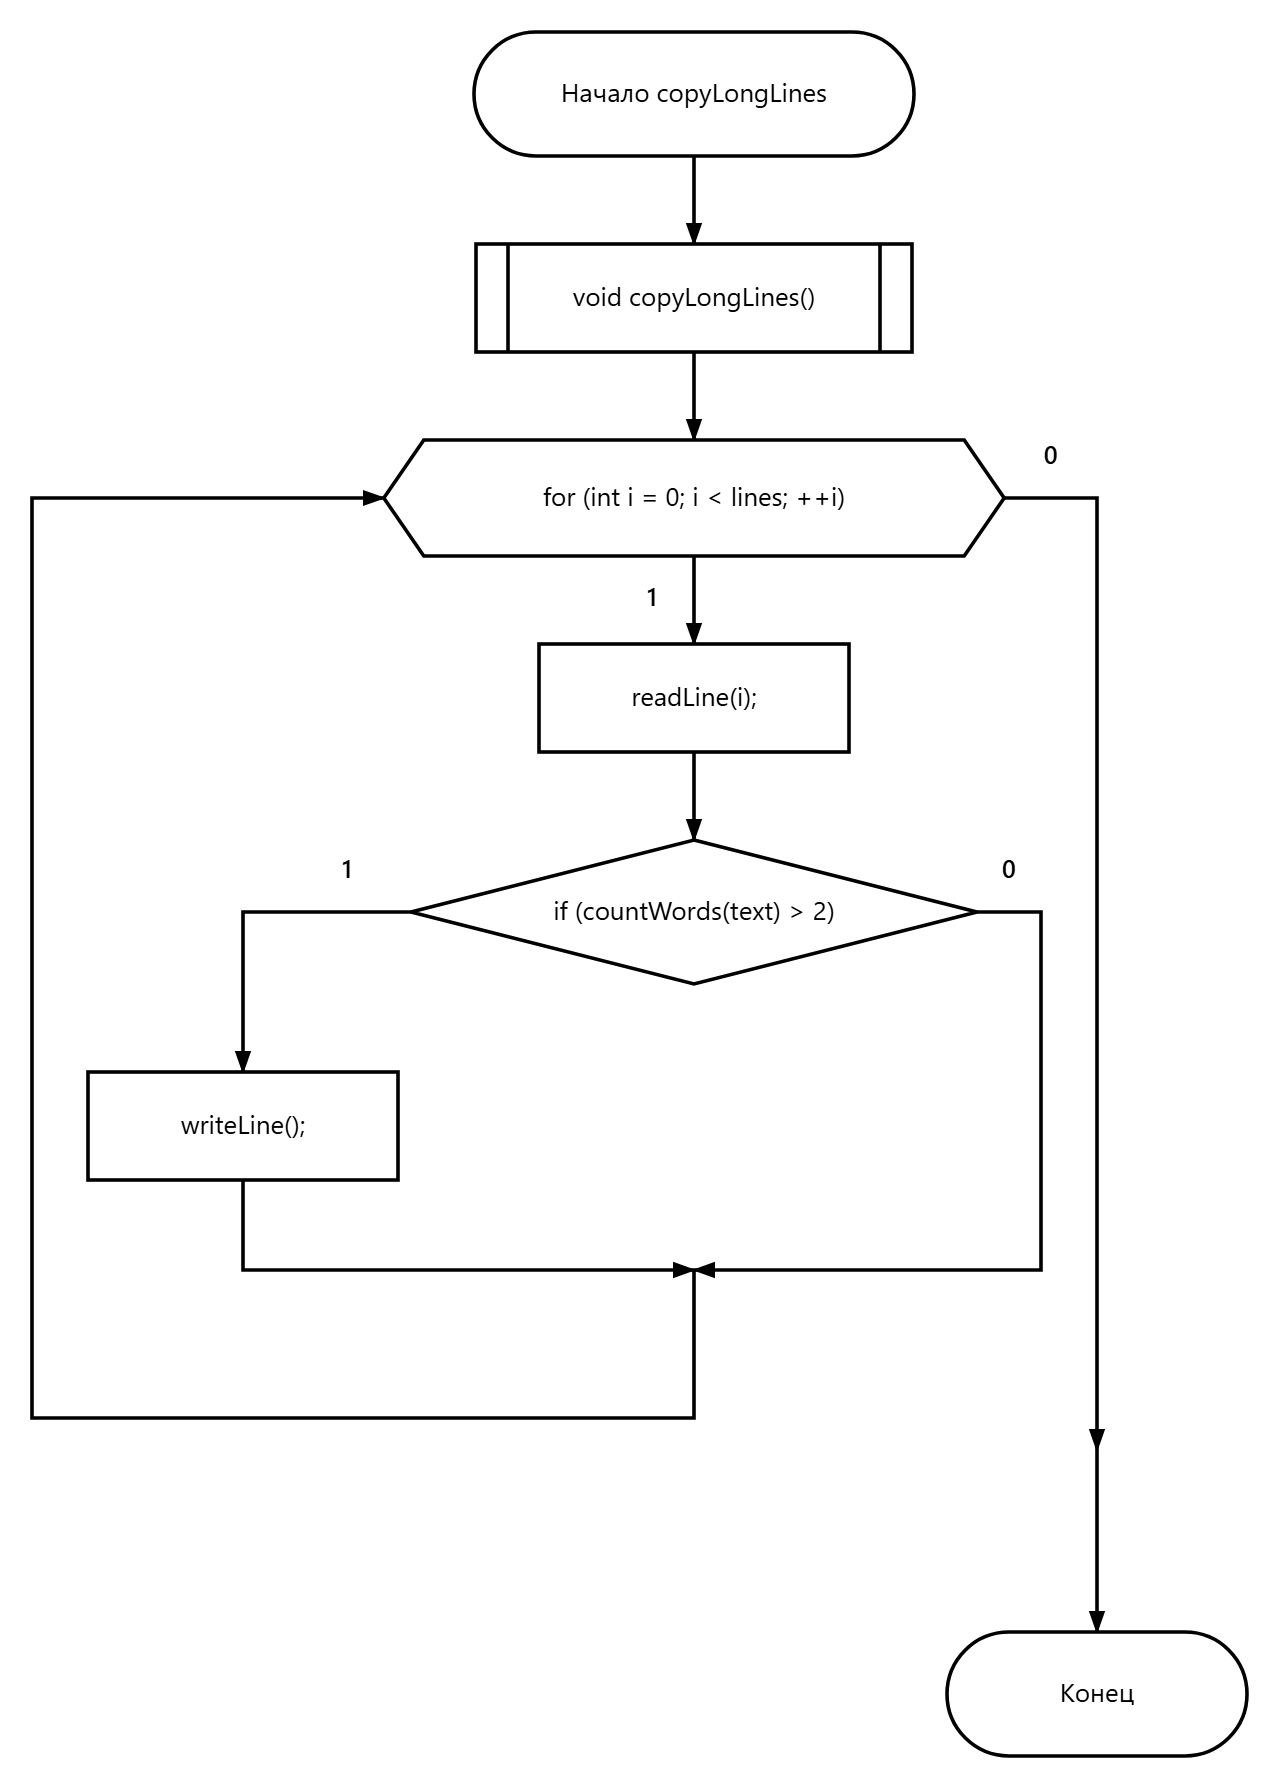 Начало copyLongLines
void copyLongLines()
for (int i = 0; i < lines; ++i)
0
1
readLine(i);
1
0
if (countWords(text) > 2)
writeLine();
Конец